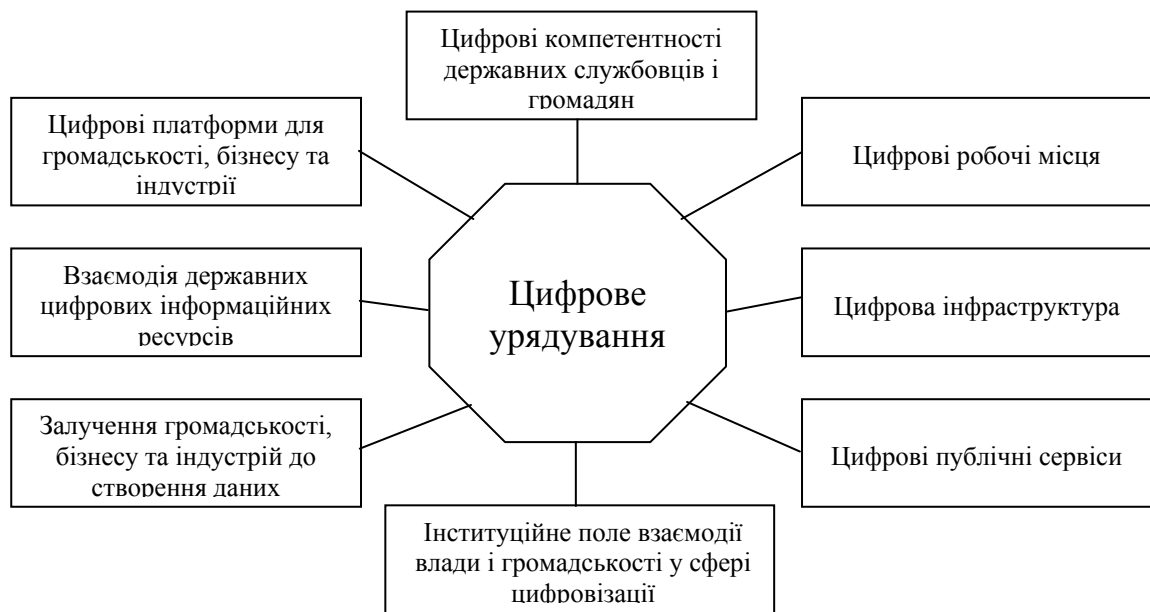 Цифрові компетентності
державних службовців і
громадян
Цифрові платформи для
громадськості, бізнесу та
індустрії
Цифрові робочі місця
Взаємодія державних
цифрових інформаційних
ресурсів
Цифрове
урядування
Цифрова інфраструктура
Залучення громадськості,
бізнесу та індустрій до
створення даних
Цифрові публічні сервіси
Інституційне поле взаємодії
влади і громадськості у сфері
цифровізації